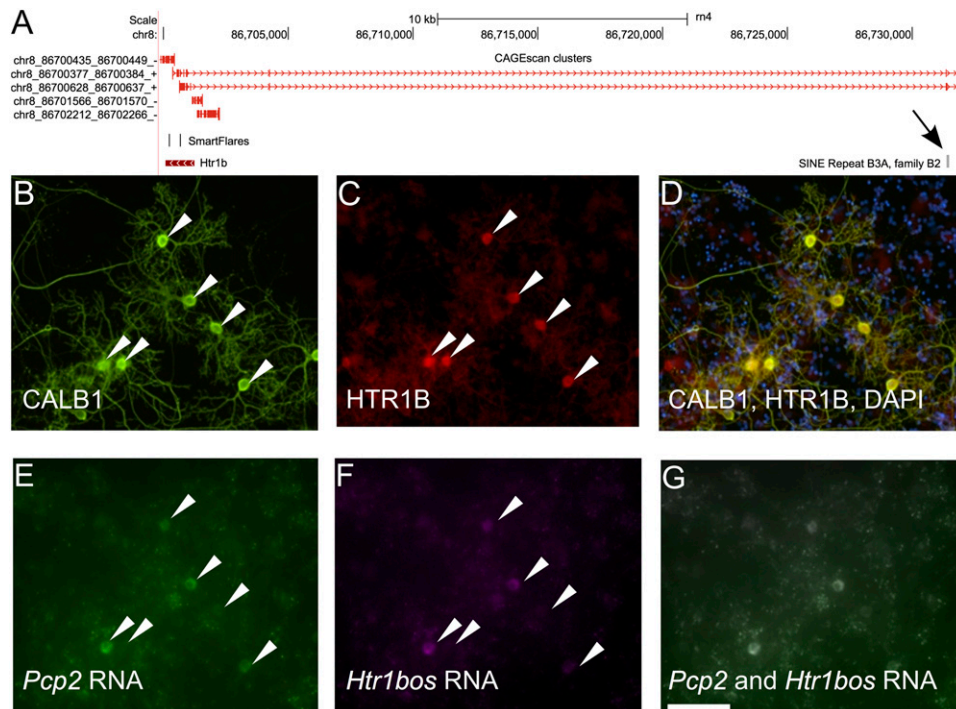 A
Scale
10 kb
rn4
chr8:
86,705,000
86,710,000
86,715,000
86,720,000
86,725,000
86,730,000
CAGEscan clusters
chr8_86700435_86700449_-
chr8_86700377_86700384_+
chr8_86700628_86700637_+
chr8_86701566_86701570_-
chr8_86702212_86702266_-
SmartFlares
Htr1b
SINE Repeat B3A, family B2
B
CALB1
C
HTR1B
D
CALB1, HTR1B, DAPI
E
Pcp2 RNA
F
Htr1bos RNA
G
Pcp2 and Htr1bos RNA